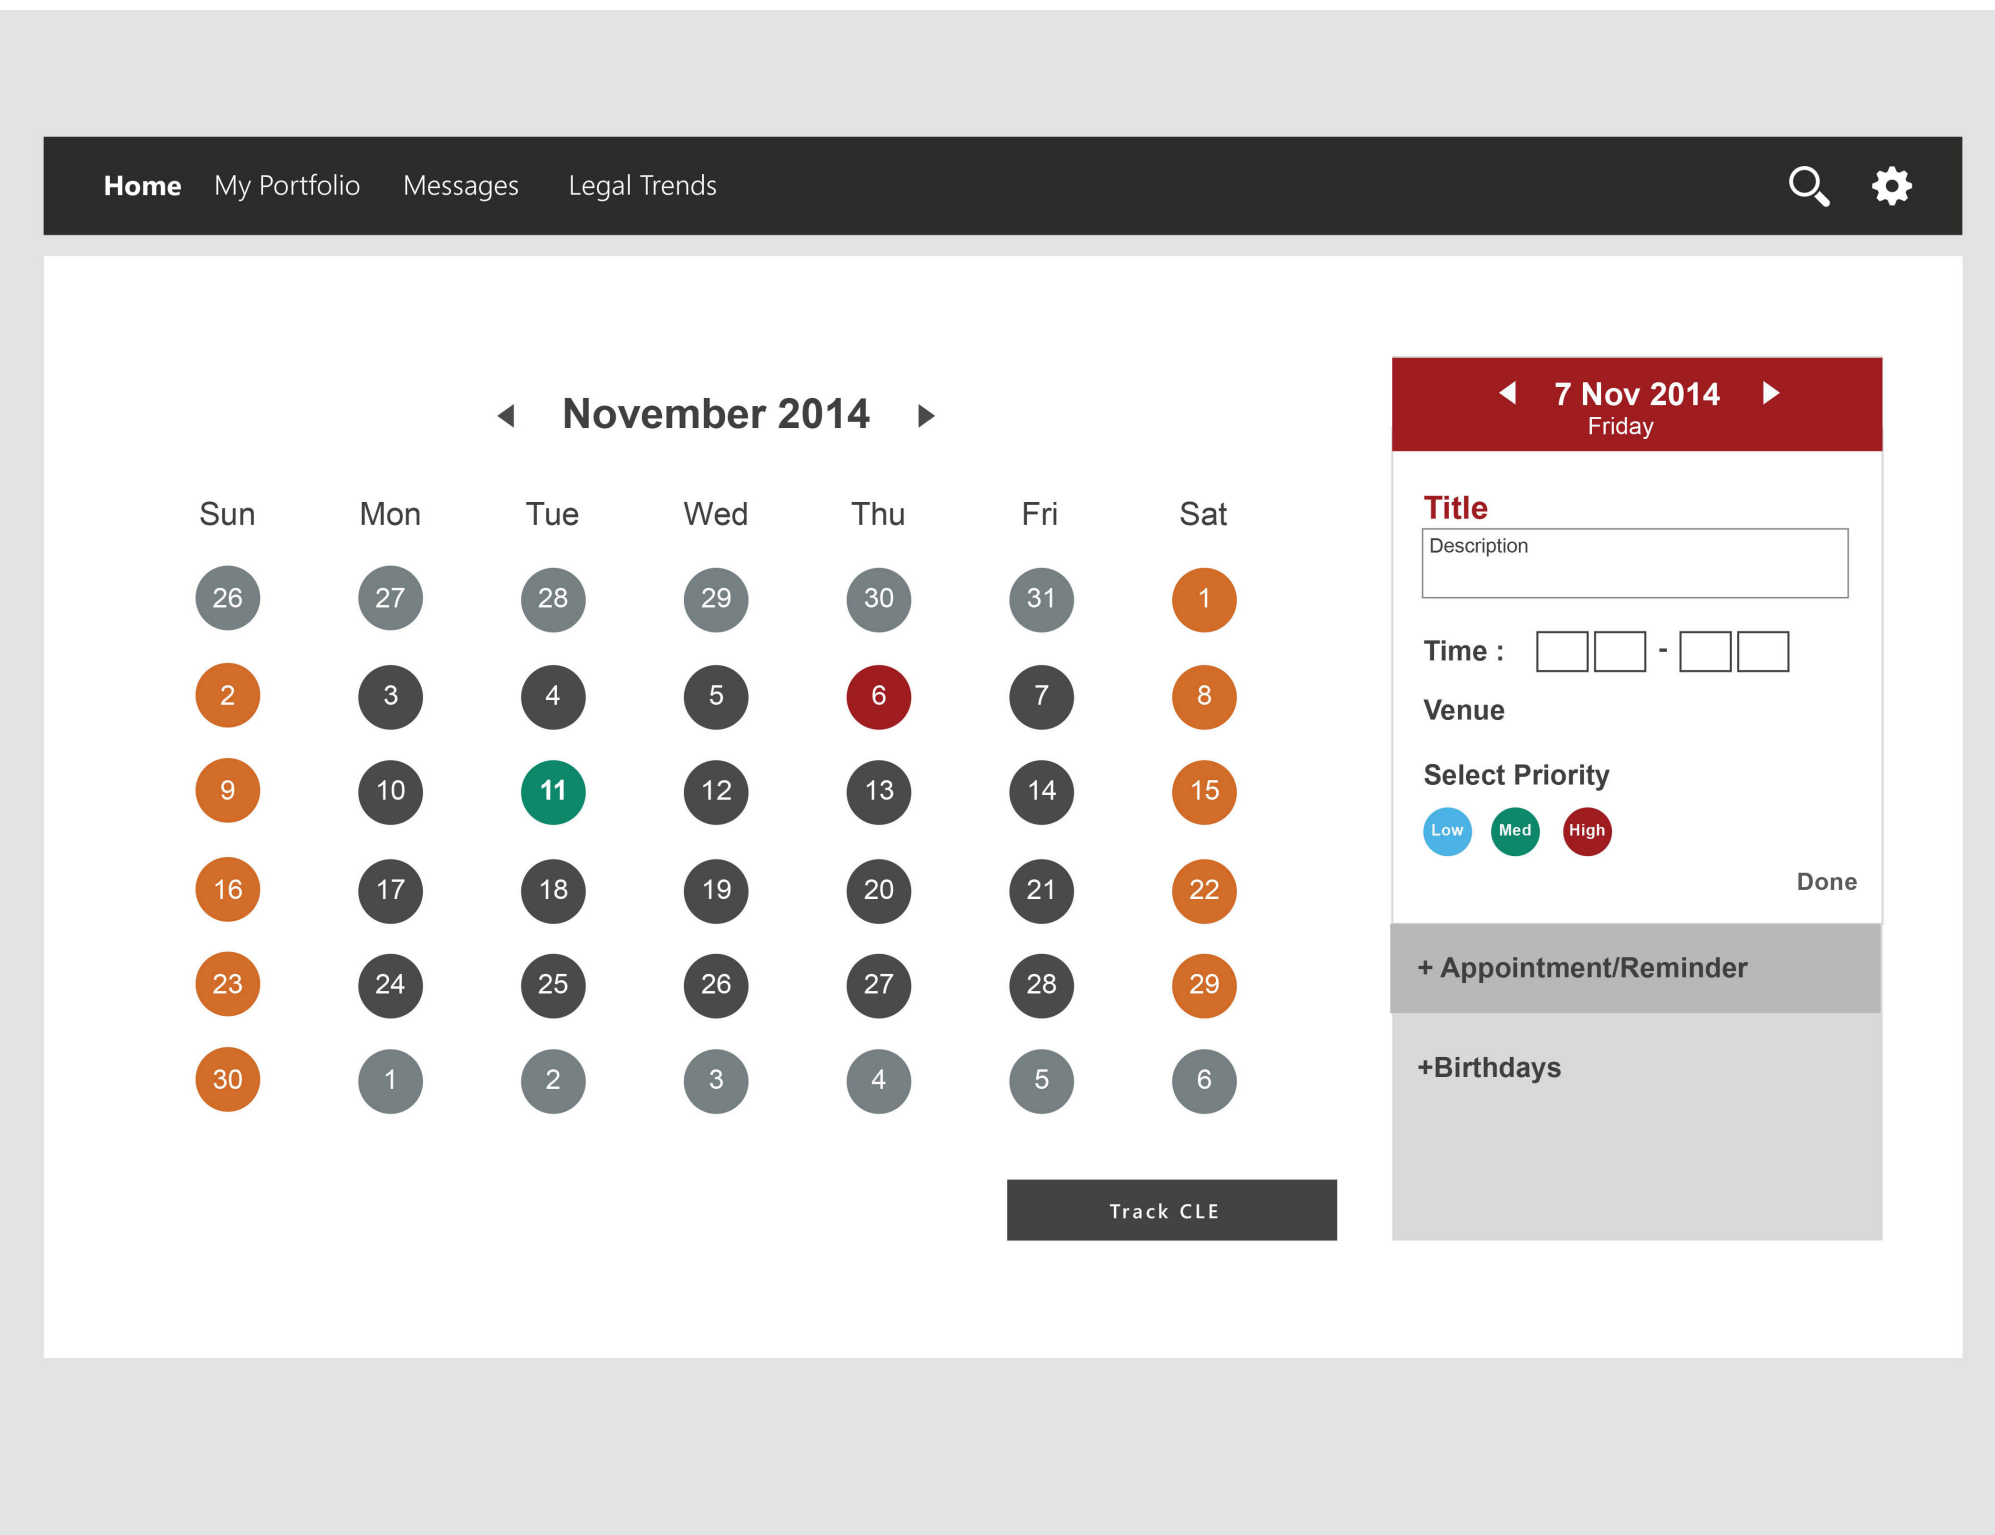 Home My Portfolio Messages Legal Trends
November 2014
Sun Mon Tue Wed Thu Fri Sat
26 27 28 29 30 31 1
2 3 4 5 6 7 8
9 10 11 12 13 14 15
16 17 18 19 20 21 22
23 24 25 26 27 28 29
30 1 2 3 4 5 6
Track CLE
7 Nov 2014
Friday
Title
Description
Time : -
Venue
Select Priority
Low Med High
Done
+ Appointment/Reminder
+Birthdays